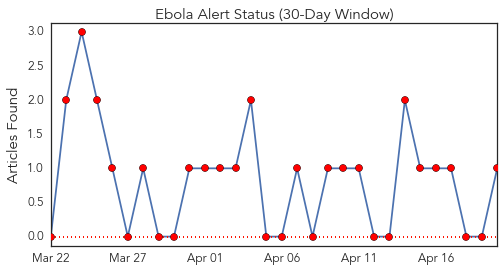 Ebola Alert Status (30-Day Window)
Articles Found
3.0
2.5
2.0
1.5
1.0
0.5
0.0
Mar 22 Mar 27 Apr 01 Apr 06 Apr 11 Apr 16